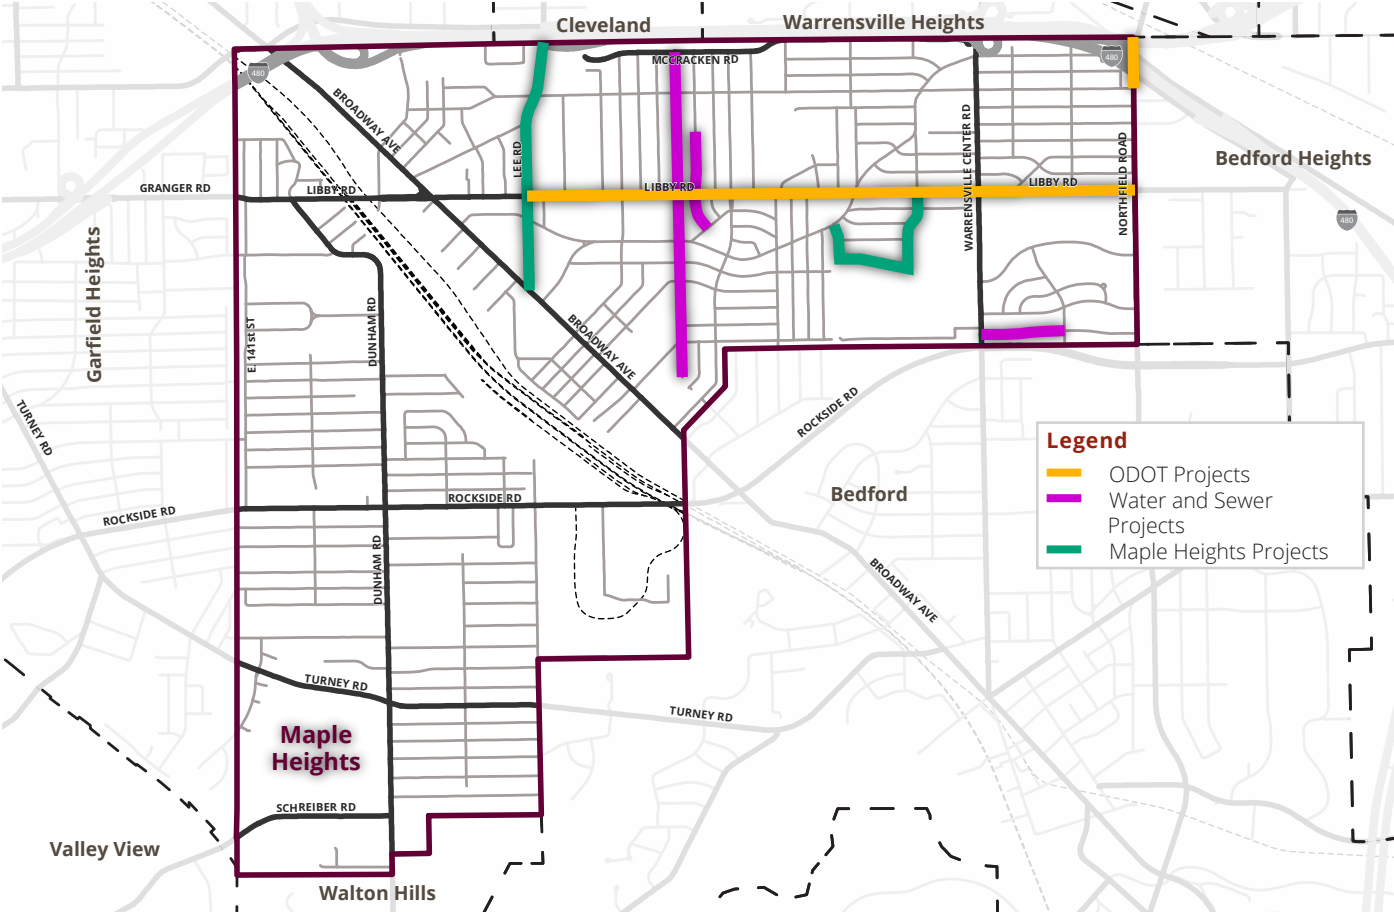 Cleveland
Warrensville Heights
MCCRACKEN RD
480
480
BROADWAY AVE
LEE RD
WARRENSVILLE CENTER RD
NORTHFIELD ROAD
Bedford Heights
GRANGER RD
LIBBY RD
LIBBY RD
LIBBY RD
480
Garfield Heights
E 141st ST
DUNHAM RD
BROADWAY AVE
TURNEY RD
ROCKSIDE RD
Legend
ODOT Projects
Water and Sewer
Projects
Maple Heights Projects
Bedford
ROCKSIDE RD
ROCKSIDE RD
DUNHAM RD
BROADWAY AVE
TURNEY RD
TURNEY RD
Maple
Heights
SCHREIBER RD
Valley View
Walton Hills